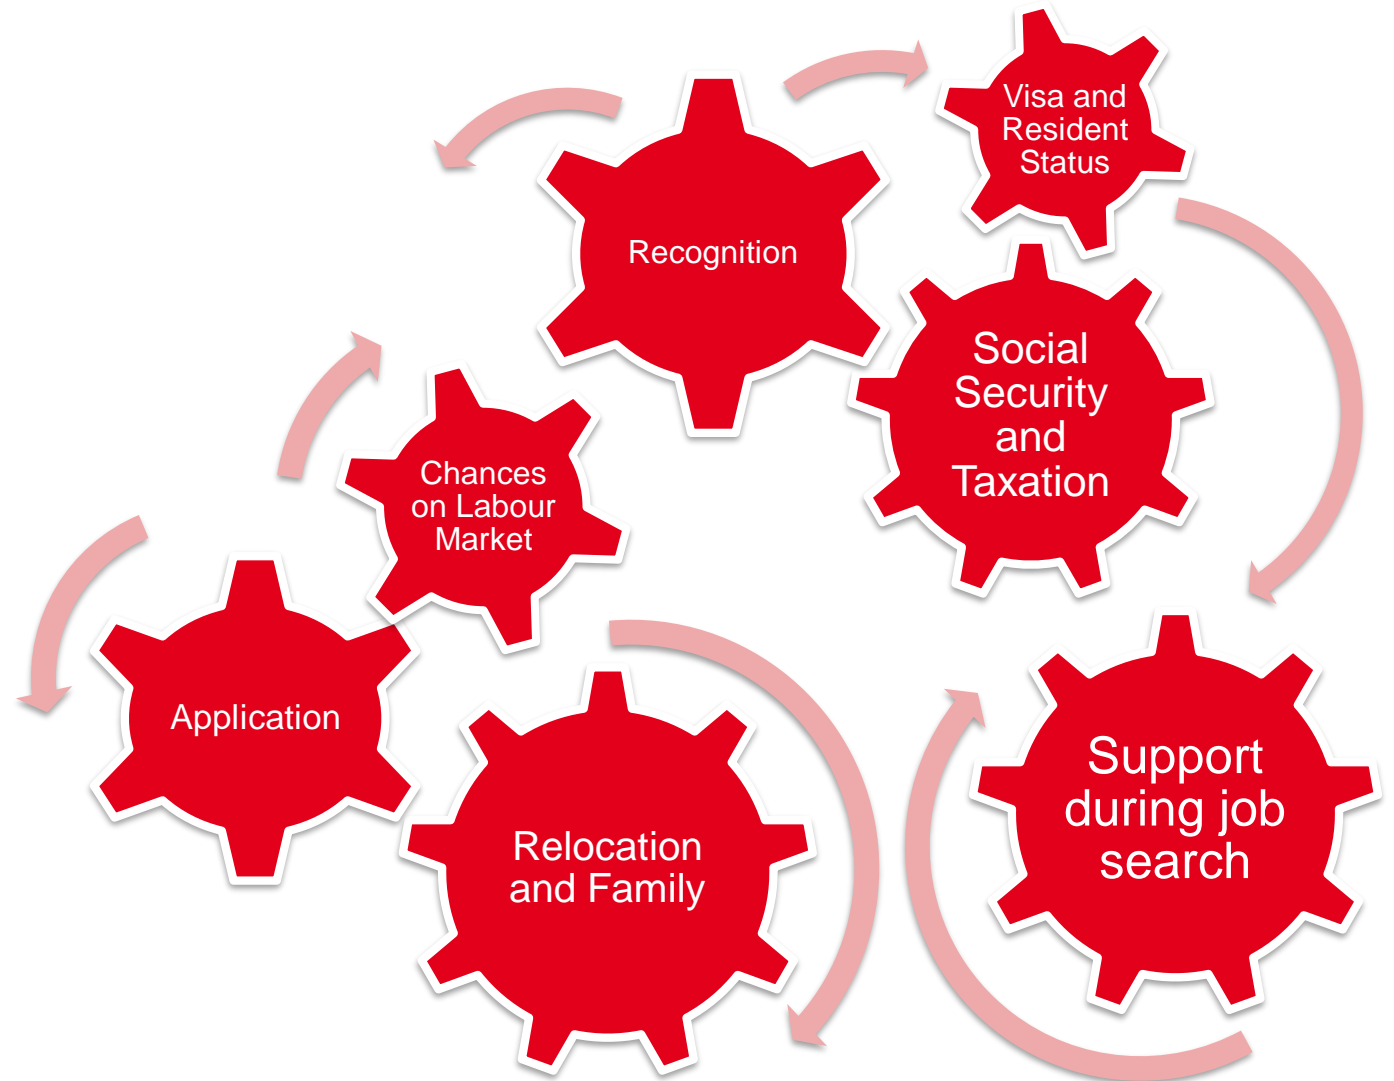 Visa and
Resident
Status
Recognition
Social
Security
and
Taxation
Chances
on Labour
Market
Application
Relocation
and Family
Support
during job
search